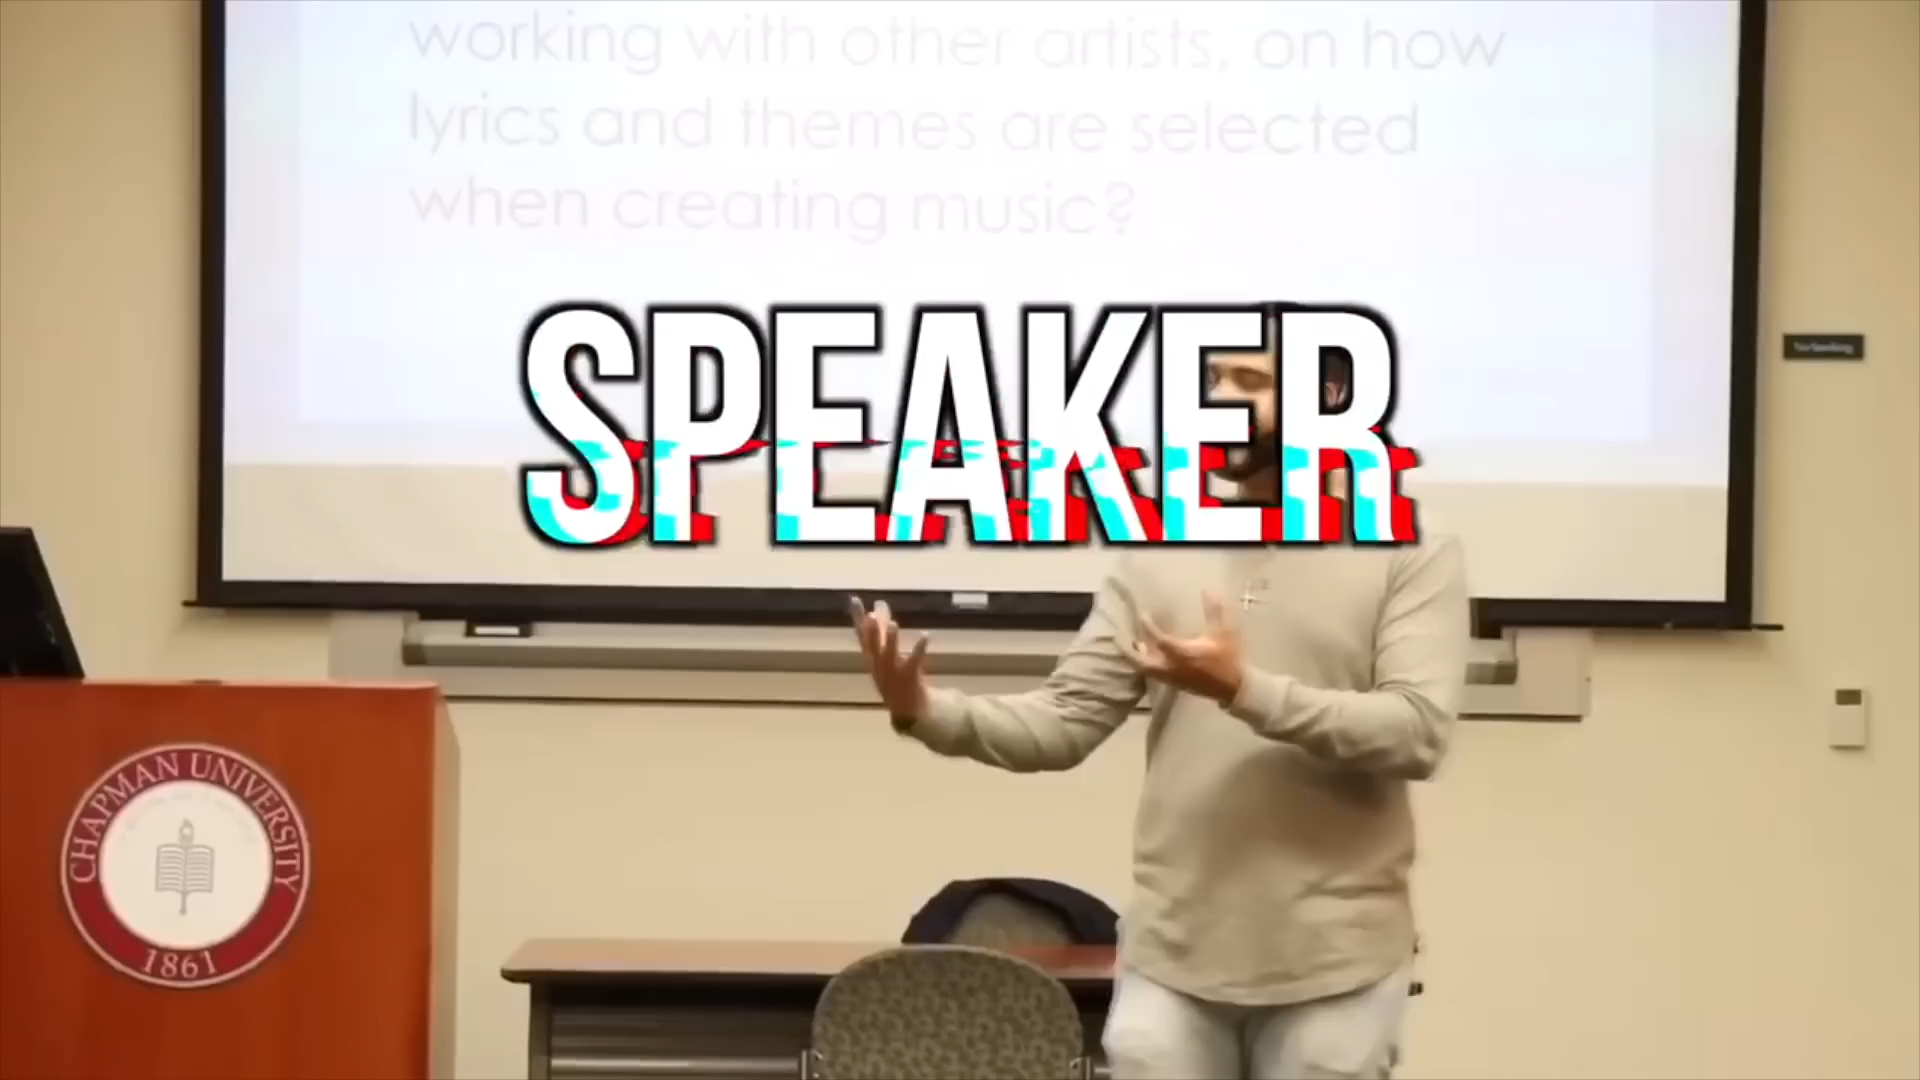 working with other artists, on how
lyrics and themes are selected
when creating music?
SPEAKER
CHAPMAN UNIVERSITY
1861